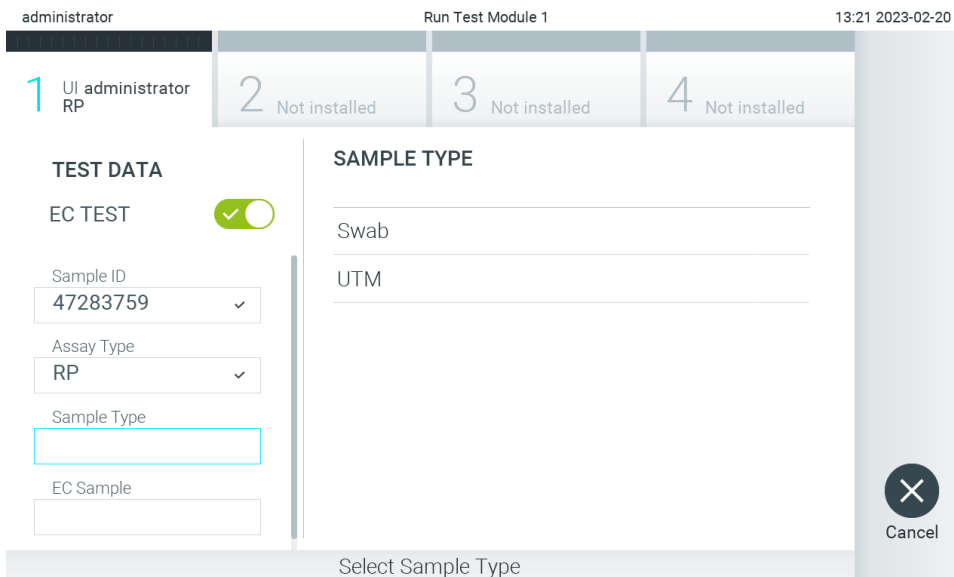 administrator
Run Test Module 1
13:21 2023-02-20
1 UI administrator
RP
2 Not installed
3 Not installed
4 Not installed
TEST DATA
EC TEST
Sample ID
47283759
Assay Type
RP
Sample Type
EC Sample
SAMPLE TYPE
Swab
UTM
Cancel
Select Sample Type